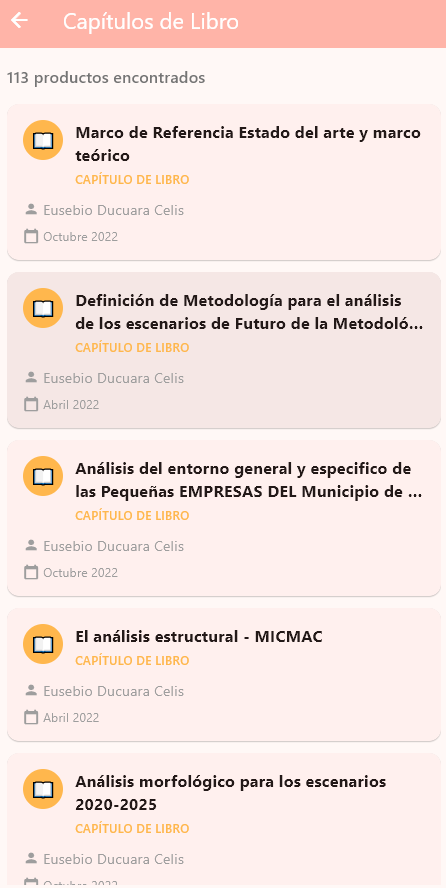 Capítulos de Libro
113 productos encontrados
Marco de Referencia Estado del arte y marco
teórico
CAPÍTULO DE LIBRO
Eusebio Ducuara Celis
Octubre 2022
Definición de Metodología para el análisis
de los escenarios de Futuro de la Metodoló...
CAPÍTULO DE LIBRO
Eusebio Ducuara Celis
Abril 2022
Análisis del entorno general y especifico de
las Pequeñas EMPRESAS DEL Municipio de ...
CAPÍTULO DE LIBRO
Eusebio Ducuara Celis
Octubre 2022
El análisis estructural - MICMAC
CAPÍTULO DE LIBRO
Eusebio Ducuara Celis
Abril 2022
Análisis morfológico para los escenarios
2020-2025
CAPÍTULO DE LIBRO
Eusebio Ducuara Celis
Octubre 2022